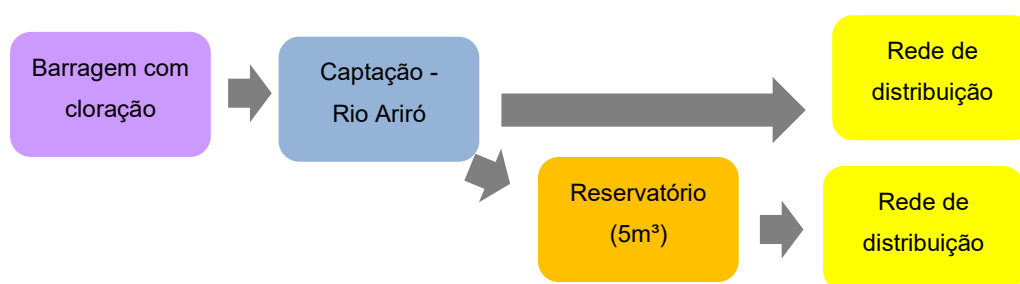 Barragem com
cloração
Captação -
Rio Ariró
Rede de
distribuição
Reservatório
(5m³)
Rede de
distribuição